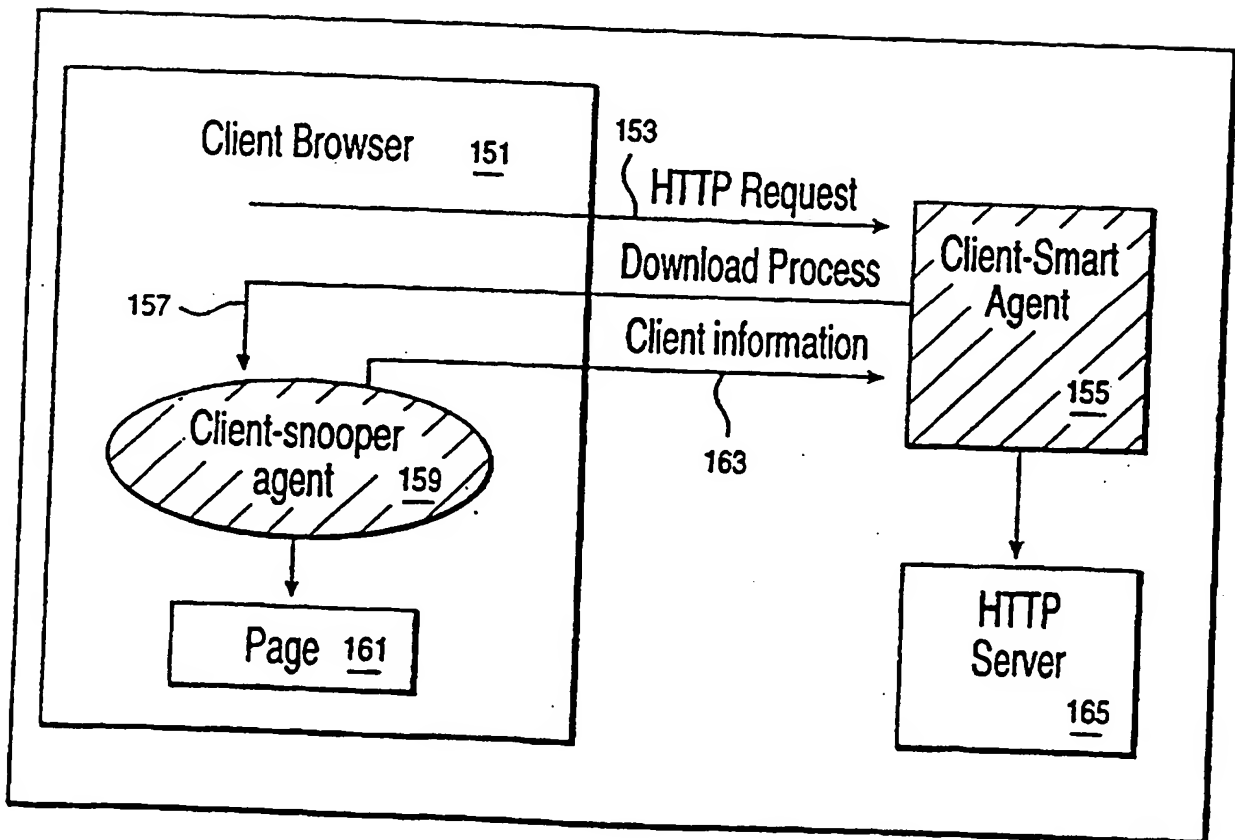 Client Browser 151
153
HTTP Request
Download Process
157
Client information
163
Client-Smart
Agent
155
Client-snooper
agent 159
Page 161
HTTP
Server
165